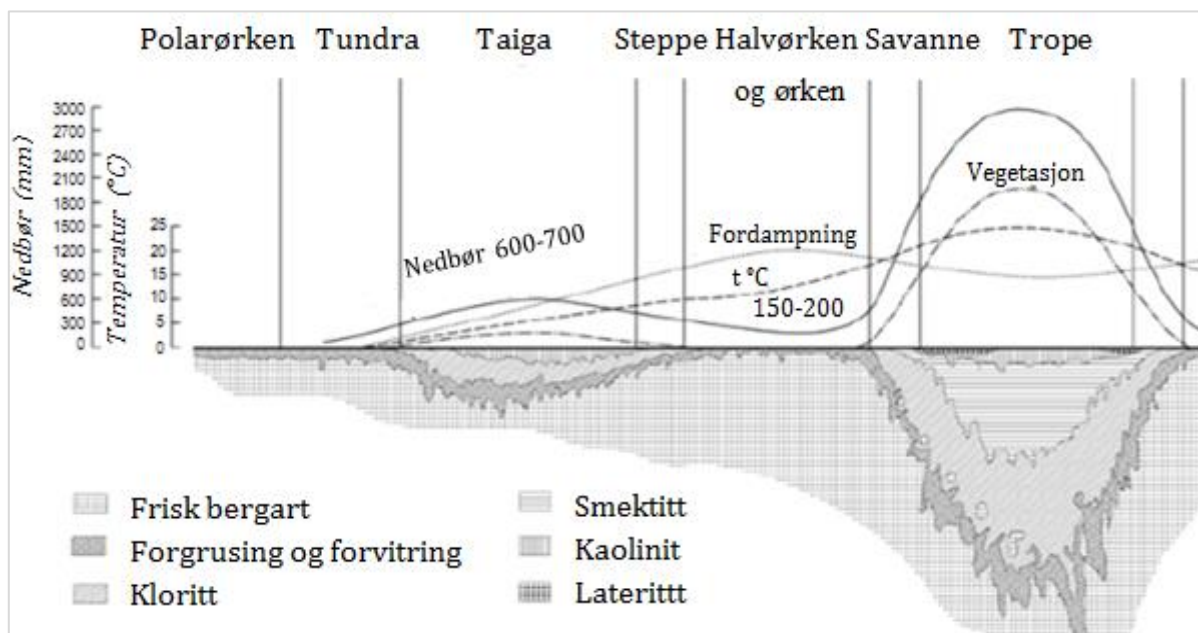 Polarørken Tundra Taiga Steppe Halvørken Savanne Trope
og ørken
Nedbør (mm)
3000
2700
2400
2100
1800
1500
1200
900
600
300
0
Temperatur (°C)
25
20
15
10
5
0
Nedbør 600-700
Fordampning
t °C
150-200
Vegetasjon
Frisk bergart
Forgrusing og forvitring
Kloritt
Smektitt
Kaolinit
Laterittt